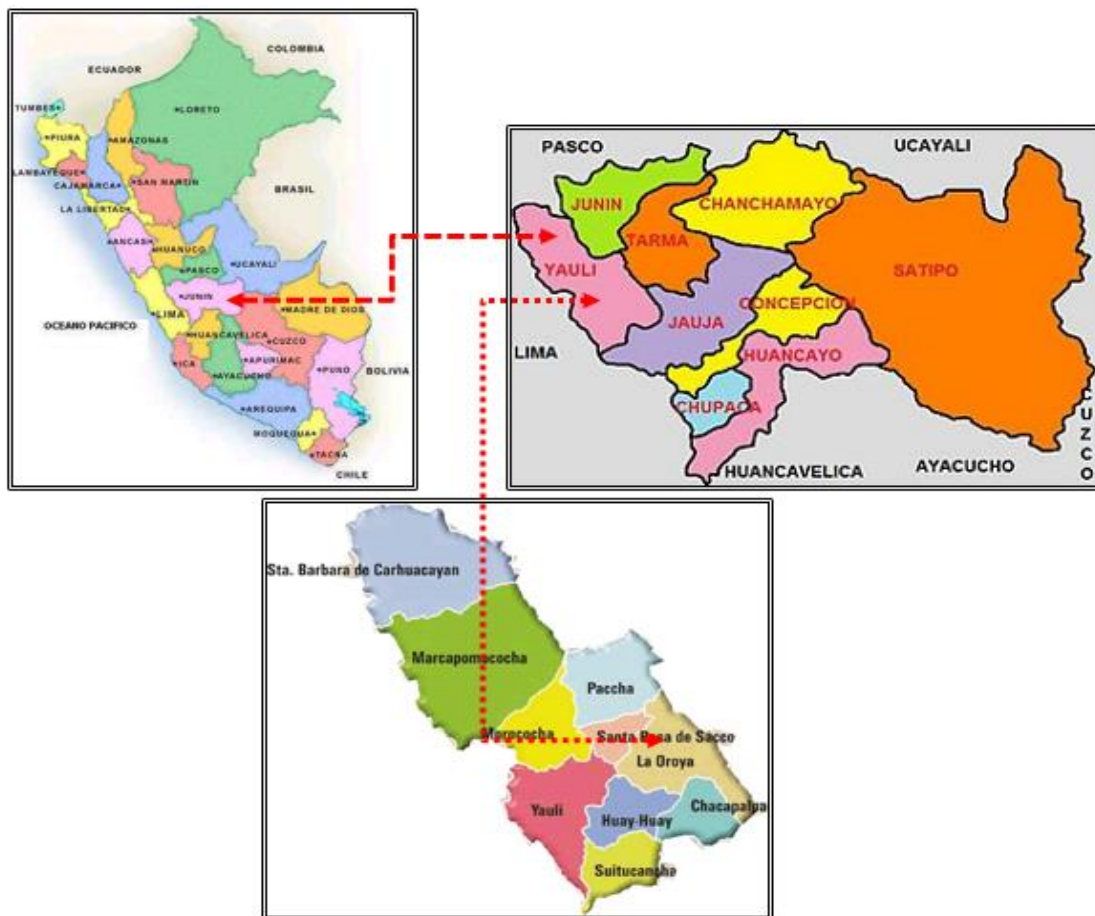 COLOMBIA
ECUADOR
TUMBES
LORETO
PIURA
AMAZONAS
LAMBAYEQUE
SAN MARTIN
CAJAMARCA
BRASIL
LA LIBERTAD
ANCASH
HUANUCO
UCAYALI
PASCO
JUNIN
LIMA
MADRE DE DIOS
OCEANO PACIFICO
HUANCAVELICA
CUZCO
ICA
APURIMAC
AYACUCHO
PUNO
BOLIVIA
AREQUIPA
MOQUEGUA
TACNA
CHILE
PASCO
UCAYALI
JUNIN
CHANCHAMAYO
TARMA
YAULI
SATIPO
CONCEPCION
JAUJA
LIMA
HUANCAYO
CHUPACA
CUZCO
HUANCAVELICA
AYACUCHO
Sta. Barbara de Carhuacayan
Marcapomococha
Paccha
Morococha
Santa Rosa de Sacco
La Oroya
Yauli
Huay-Huay
Chacapalpa
Suitucancha